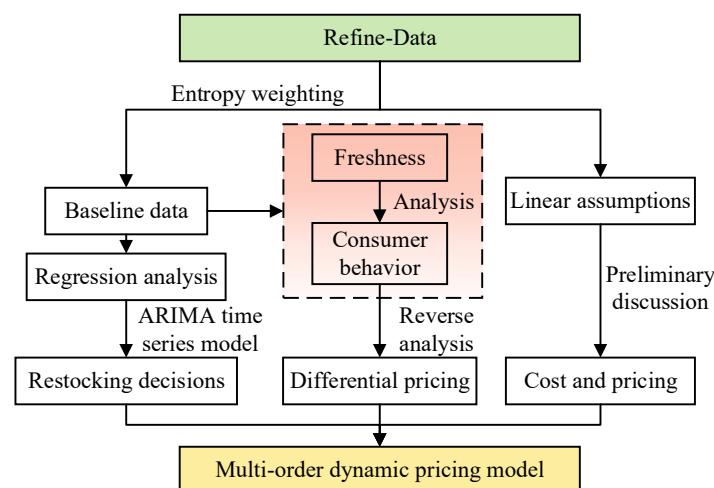 Refine-Data
Entropy weighting
Freshness
Analysis
Baseline data
Linear assumptions
Consumer
behavior
Regression analysis
Preliminary
discussion
ARIMA time
series model
Reverse
analysis
Restocking decisions
Differential pricing
Cost and pricing
Multi-order dynamic pricing model